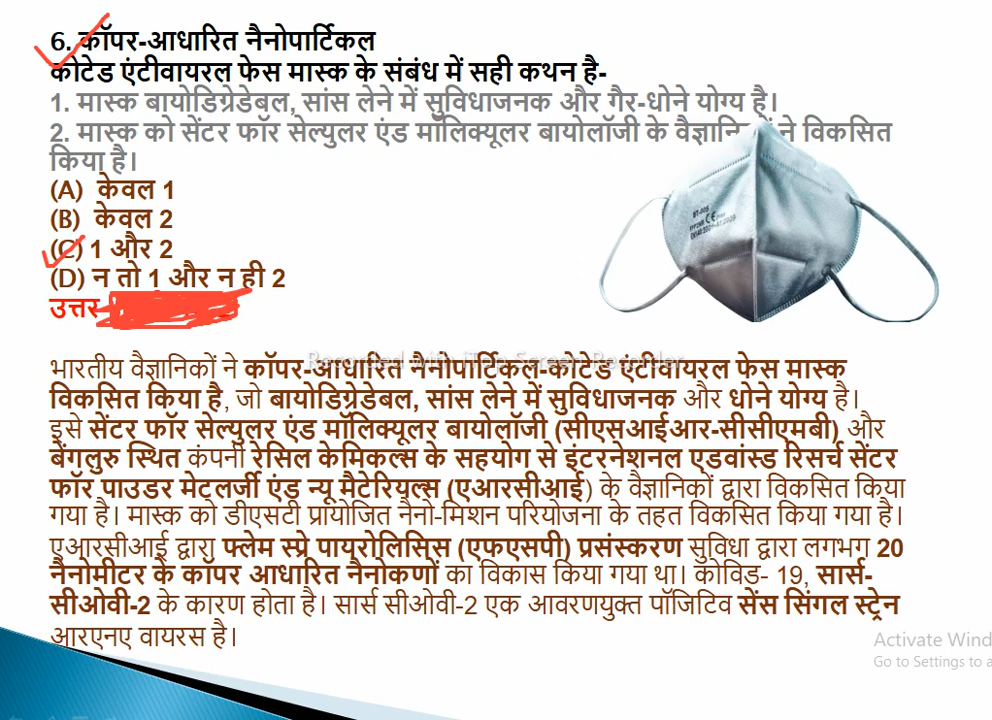 6. कॉपर-आधारित नैनोपार्टिकल
कोटेड एंटीवायरल फेस मास्क के संबंध में सही कथन है-
1. मास्क बायोडिग्रेडेबल, सांस लेने में सुविधाजनक और गैर-धोने योग्य है।
2. मास्क को सेंटर फॉर सेल्युलर एंड मॉलिक्यूलर बायोलॉजी के ने विकसित
किया है।
(A) केवल 1
(B) केवल 2
(C) 1 और 2
(D) न तो 1 और न ही 2
उत्तर
भारतीय वैज्ञानिकों ने कॉपर-आधारित नैनोपार्टिकल-कोटेड एंटीवायरल फेस मास्क
Recorded with iTop Screen Recorder
विकसित किया है, जो बायोडिग्रेडेबल, सांस लेने में सुविधाजनक और धोने योग्य है।
इसे सेंटर फॉर सेल्युलर एंड मॉलिक्यूलर बायोलॉजी (सीएसआईआर-सीसीएमबी) और
बेंगलुरु स्थित कंपनी रेसिल केमिकल्स के सहयोग से इंटरनेशनल एडवांस्ड रिसर्च सेंटर
फॉर पाउडर मेटलर्जी एंड न्यू मैटेरियल्स (एआरसीआई) के वैज्ञानिकों द्वारा विकसित किया
गया है। मास्क को डीएसटी प्रायोजित नैनो-मिशन परियोजना के तहत विकसित किया गया है।
एआरसीआई द्वारा फ्लेम स्प्रे पायरोलिसिस (एफएसपी) प्रसंस्करण सुविधा द्वारा लगभग 20
नैनोमीटर के कॉपर आधारित नैनोकणों का विकास किया गया था। कोविड- 19, सार्स-
सीओवी-2 के कारण होता है। सार्स सीओवी-2 एक आवरणयुक्त पॉजिटिव सेंस सिंगल स्ट्रेन
आरएनए वायरस है।
Activate Wind
Go to Settings to a